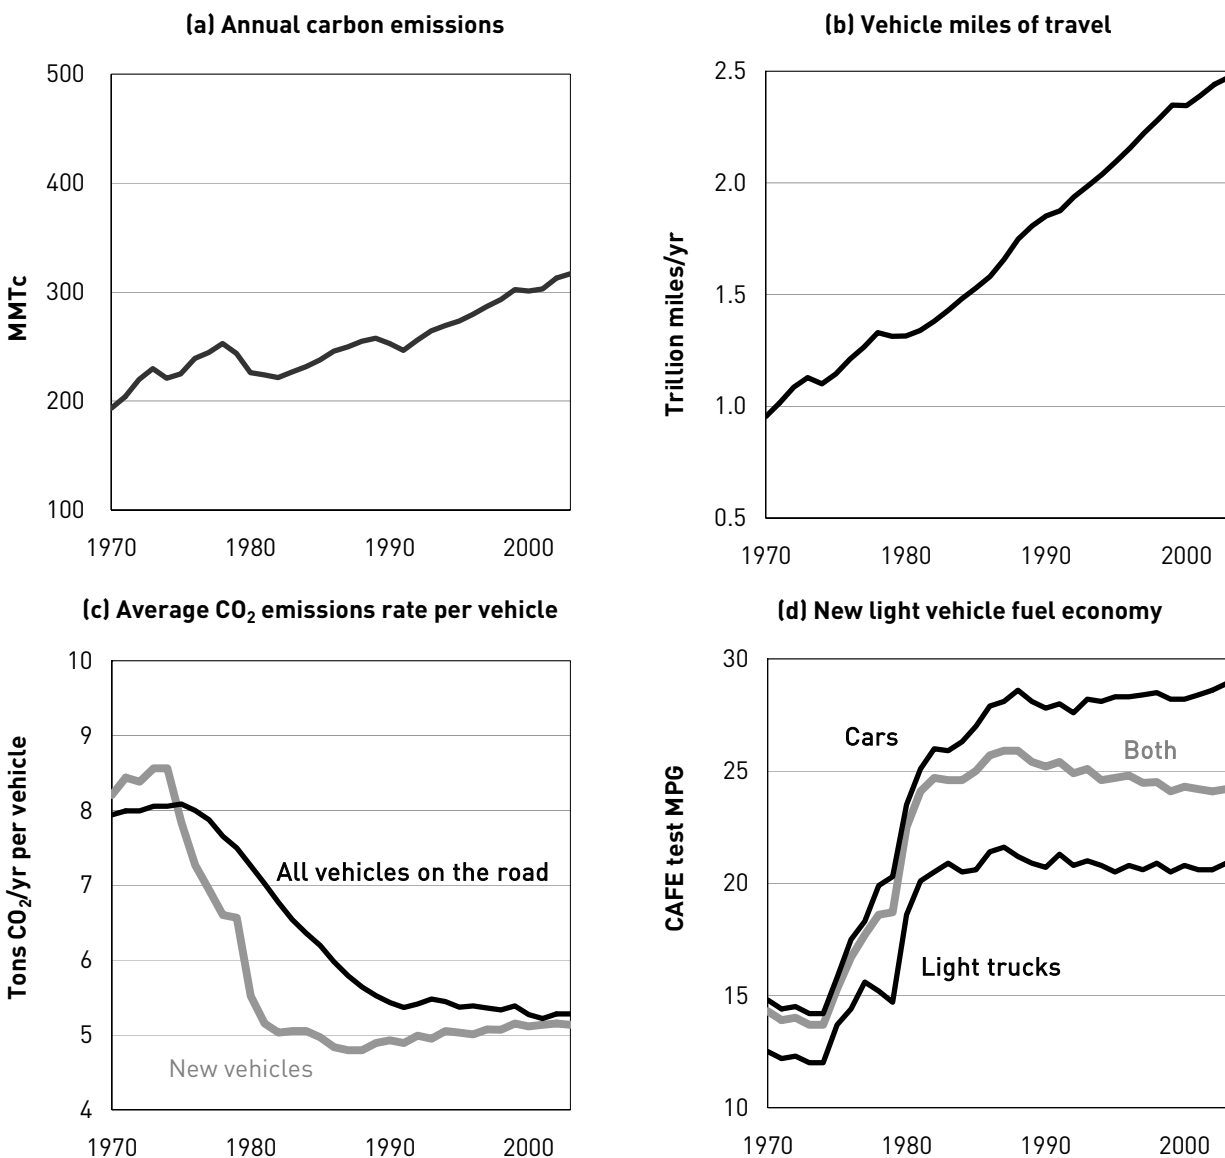 (a) Annual carbon emissions
MMTc
500
400
300
200
100
1970 1980 1990 2000
(b) Vehicle miles of travel
Trillion miles/yr
2.5
2.0
1.5
1.0
0.5
1970 1980 1990 2000
(c) Average CO₂ emissions rate per vehicle
Tons CO₂/yr per vehicle
10
9
8
7
6
5
4
All vehicles on the road
New vehicles
1970 1980 1990 2000
(d) New light vehicle fuel economy
CAFE test MPG
30
25
20
15
10
Cars
Both
Light trucks
1970 1980 1990 2000